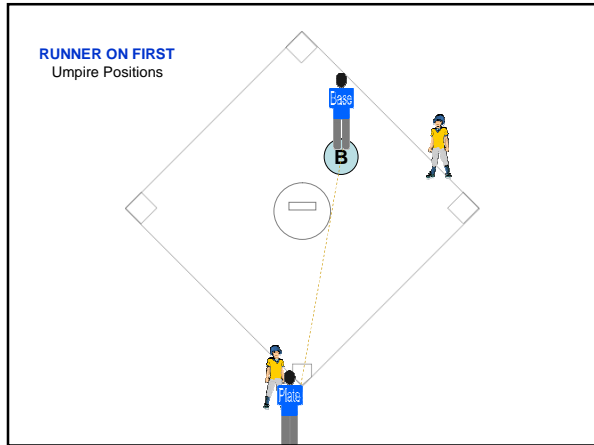 RUNNER ON FIRST
Umpire Positions
Base
B
Plate